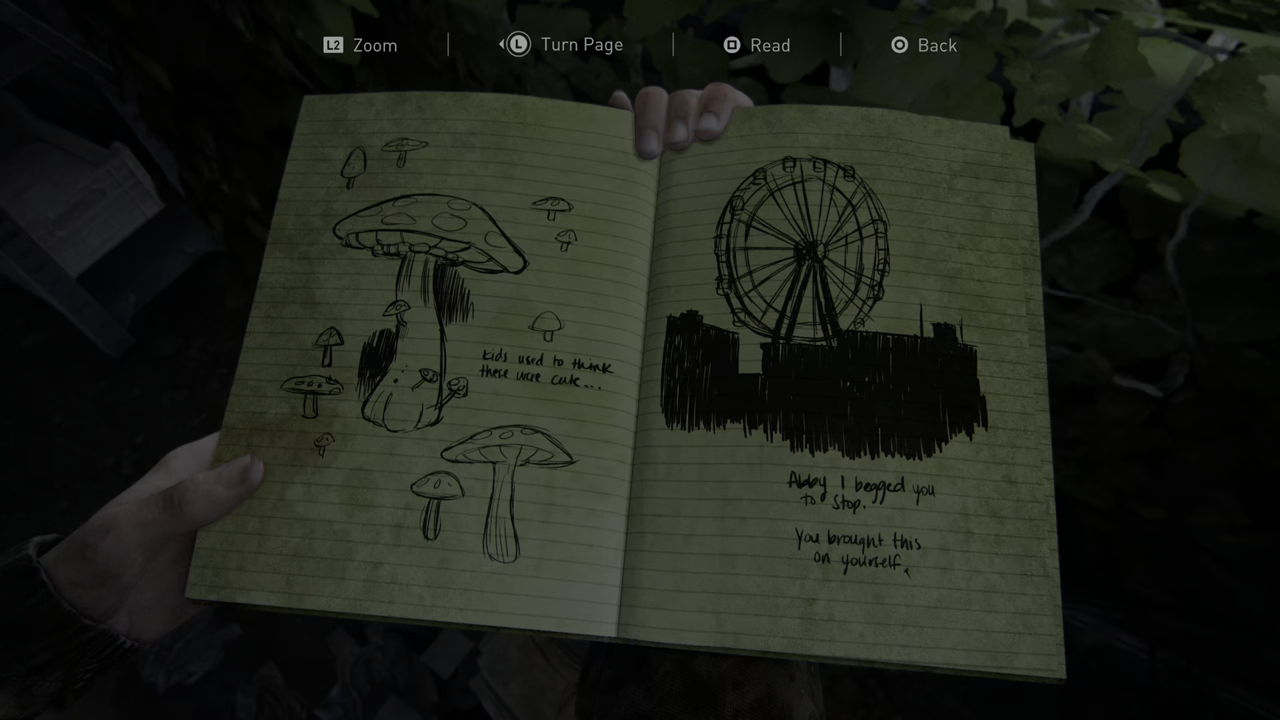 L2 Zoom | L Turn Page | Read | Back
kids used to think
these were cute...
Abby I begged you
to stop.
You brought this
on yourself.